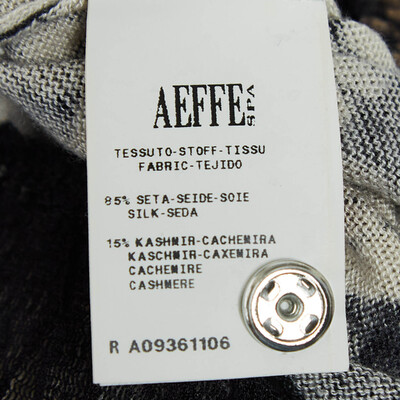 AEFFE SPA
TESSUTO-STOFF-TISSU
FABRIC-TEJIDO
85% SETA-SEIDE-SOIE
SILK-SEDA
15% KASHMIR-CACHEMIRA
KASCHMIR-CAXEMIRA
CACHEMIRE
CASHMERE
R A09361106